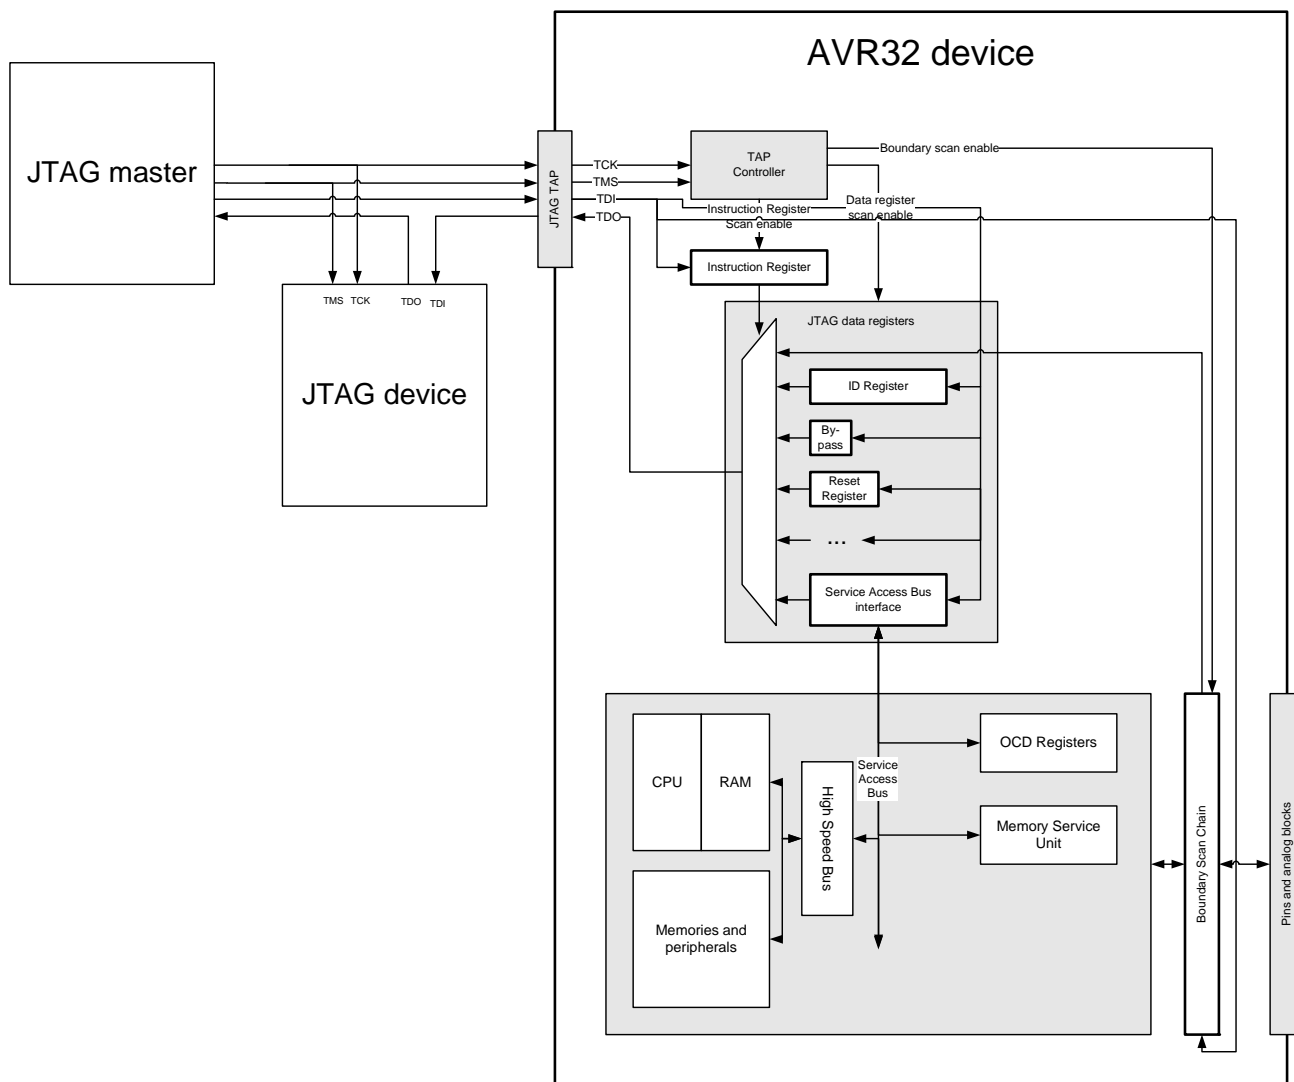 AVR32 device
JTAG master
JTAG TAP
TCK
TMS
TDI
TDO
TAP
Controller
Boundary scan enable
Instruction Register
Scan enable
Data register
scan enable
Instruction Register
TMS
TCK
TDO
TDI
JTAG device
JTAG data registers
ID Register
By-
pass
Reset
Register
...
Service Access Bus
interface
CPU
RAM
High Speed Bus
Service
Access
Bus
OCD Registers
Memory Service
Unit
Memories and
peripherals
Boundary Scan Chain
Pins and analog blocks